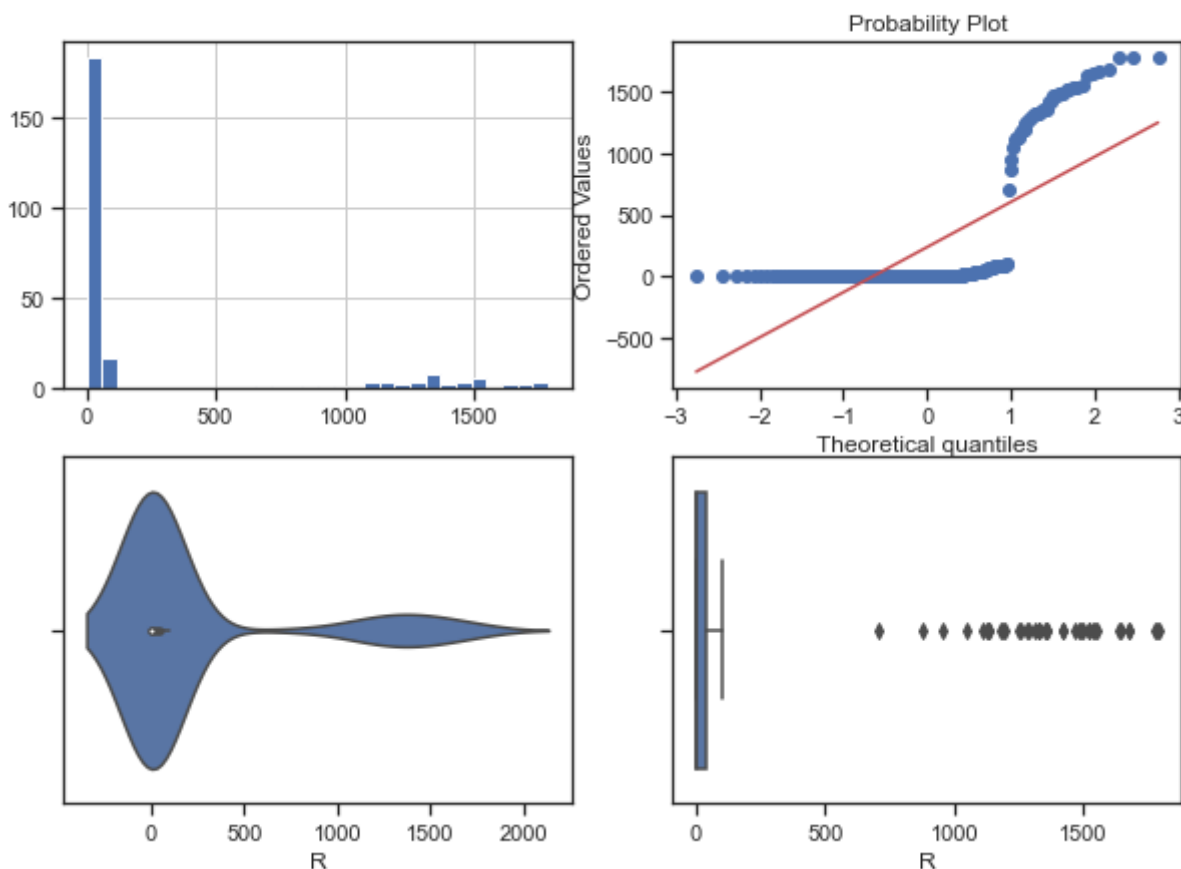 Probability Plot
150
100
50
0
0 500 1000 1500
Ordered Values
1500
1000
500
0
−500
−3 −2 −1 0 1 2 3
Theoretical quantiles
0 500 1000 1500 2000
R
0 500 1000 1500
R